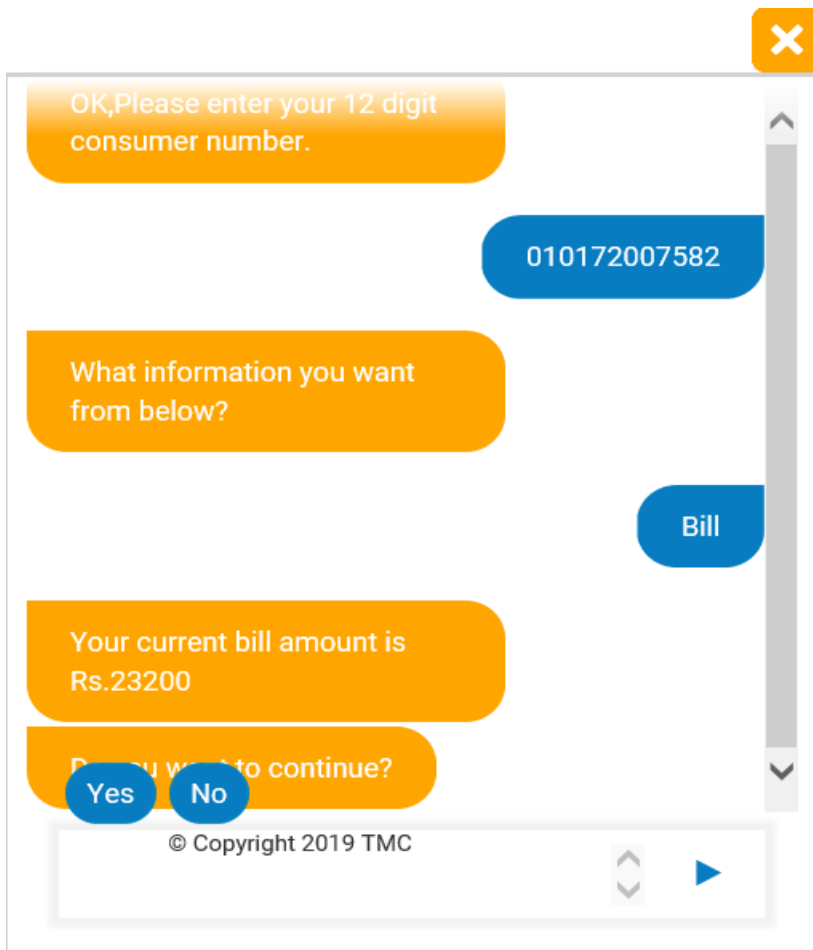 OK,Please enter your 12 digit
consumer number.
010172007582
What information you want
from below?
Bill
Your current bill amount is
Rs.23200
to continue?
Yes No
© Copyright 2019 TMC